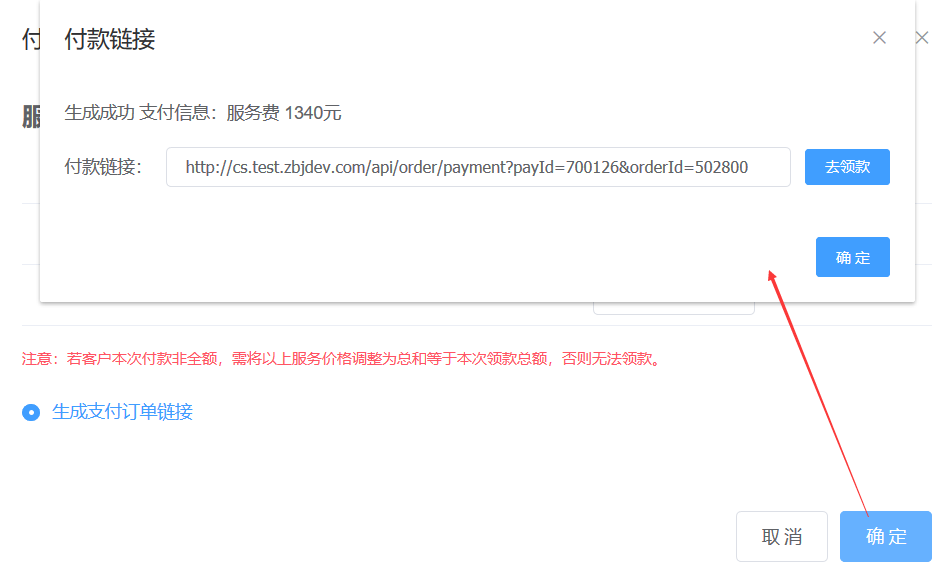 付款链接
生成成功 支付信息：服务费 1340元
付款链接：
http://cs.test.zbjdev.com/api/order/payment?payId=700126&orderId=502800
去领款
确 定
注意：若客户本次付款非全额，需将以上服务价格调整为总和等于本次领款总额，否则无法领款。
生成支付订单链接
取 消
确 定